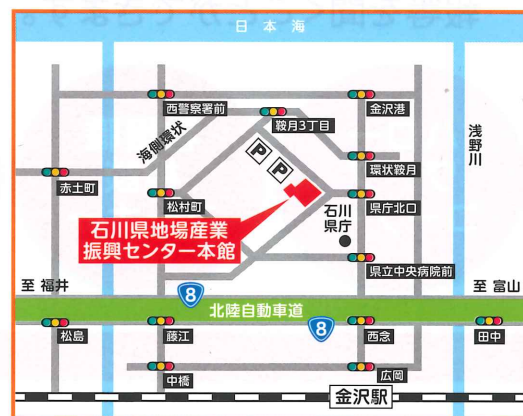 日本海
西警察署前
金沢港
鞍月3丁目
海側環状
浅野川
P
P
環状鞍月
赤土町
松村町
県庁北口
石川
県庁
石川県地場産業
振興センター本館
県立中央病院前
至 福井
至 富山
8
北陸自動車道
8
松島
藤江
西念
田中
中橋
広岡
金沢駅